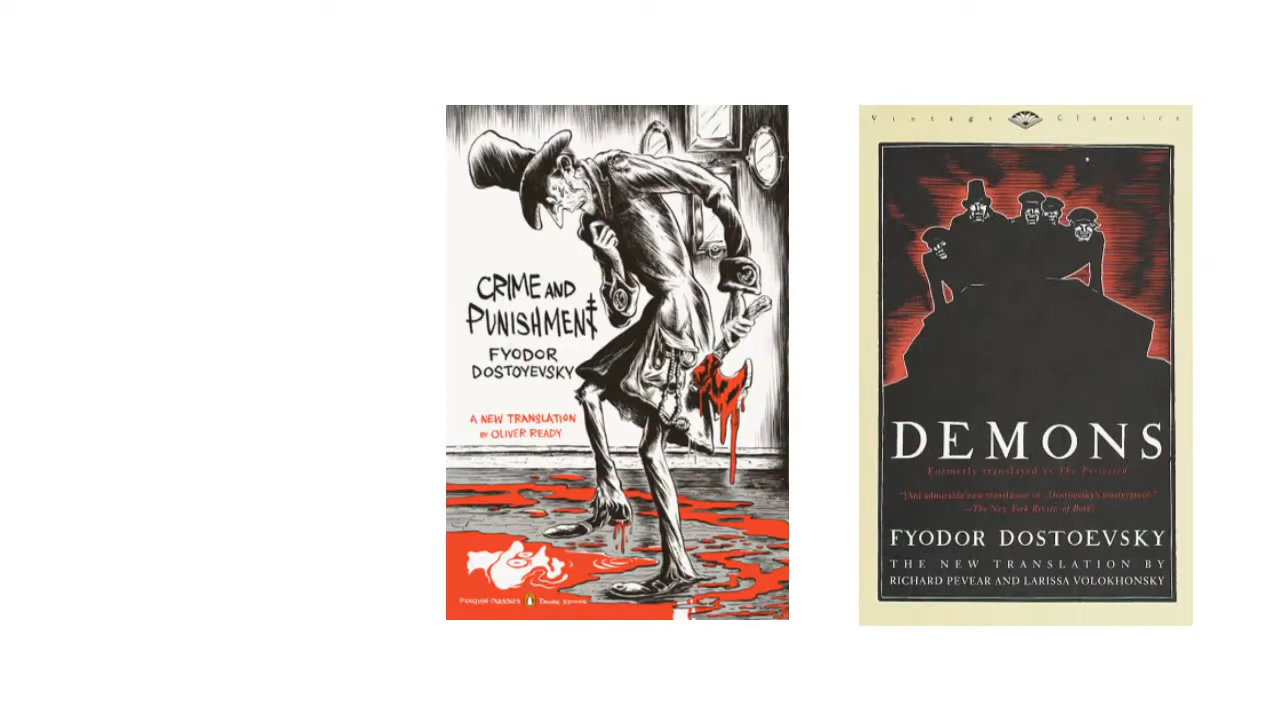 CRIME AND
PUNISHMENT
FYODOR
DOSTOYEVSKY
A NEW TRANSLATION
BY OLIVER READY
PENGUIN CLASSICS DELUXE EDITION
Vintage Classics
DEMONS
Formerly translated as The Possessed
"[An] admirable new translation of...Dostoevsky's masterpiece."
—The New York Review of Books
FYODOR DOSTOEVSKY
THE NEW TRANSLATION BY
RICHARD PEVEAR AND LARISSA VOLOKHONSKY